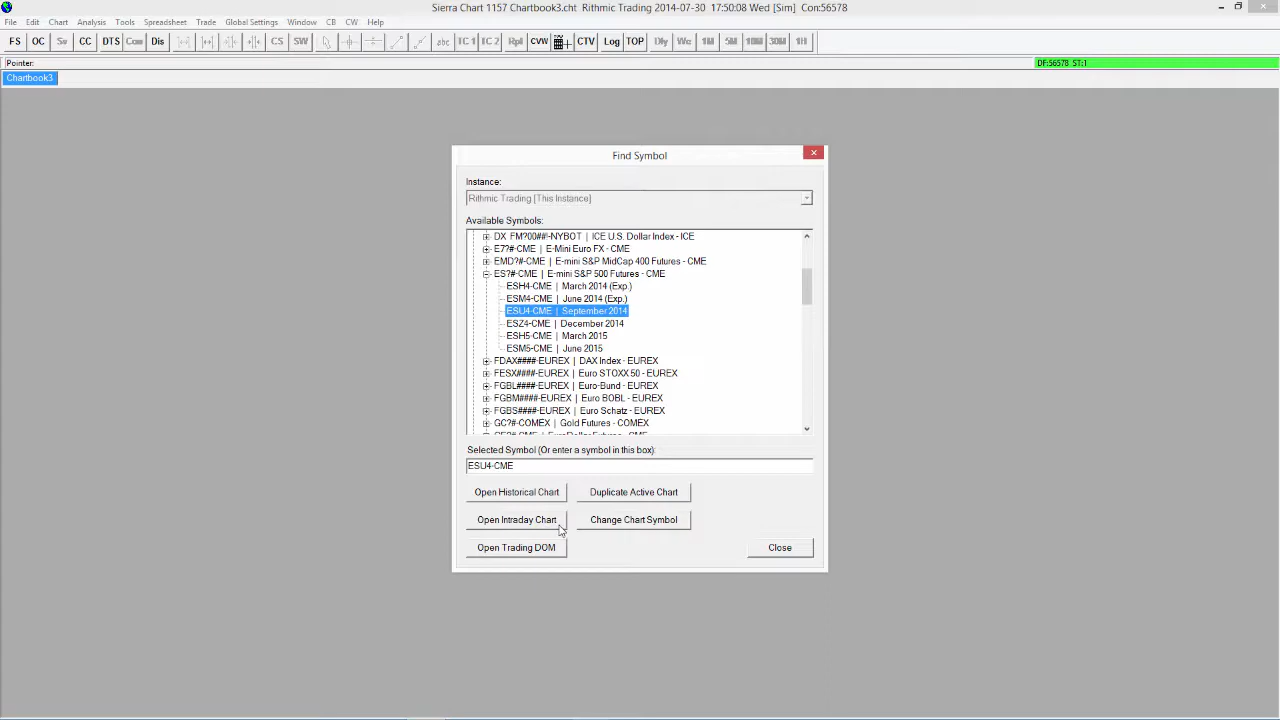 Sierra Chart 1157 Chartbook3.cht Rithmic Trading 2014-07-30 17:50:08 Wed [Sim] Con:56578
File Edit Chart Analysis Tools Spreadsheet Trade Global Settings Window CB CW Help
FS OC Sv CC DTS Com Dis CS SW abc TC 1 TC 2 Rpl CVW CTV Log TOP Dly We 1M 5M 10M 30M 1H
Pointer: DF:56578 ST:1
Chartbook3
Find Symbol
Instance:
Rithmic Trading [This Instance]
Available Symbols:
DX FM?00##!-NYBOT | ICE U.S. Dollar Index - ICE
E7?#-CME | E-Mini Euro FX - CME
EMD?#-CME | E-mini S&P MidCap 400 Futures - CME
ES?#-CME | E-mini S&P 500 Futures - CME
ESH4-CME | March 2014 (Exp.)
ESM4-CME | June 2014 (Exp.)
ESU4-CME | September 2014
ESZ4-CME | December 2014
ESH5-CME | March 2015
ESM5-CME | June 2015
FDAX####-EUREX | DAX Index - EUREX
FESX####-EUREX | Euro STOXX 50 - EUREX
FGBL####-EUREX | Euro-Bund - EUREX
FGBM####-EUREX | Euro BOBL - EUREX
FGBS####-EUREX | Euro Schatz - EUREX
GC?#-COMEX | Gold Futures - COMEX
Selected Symbol (Or enter a symbol in this box):
ESU4-CME
Open Historical Chart Duplicate Active Chart
Open Intraday Chart Change Chart Symbol
Open Trading DOM Close